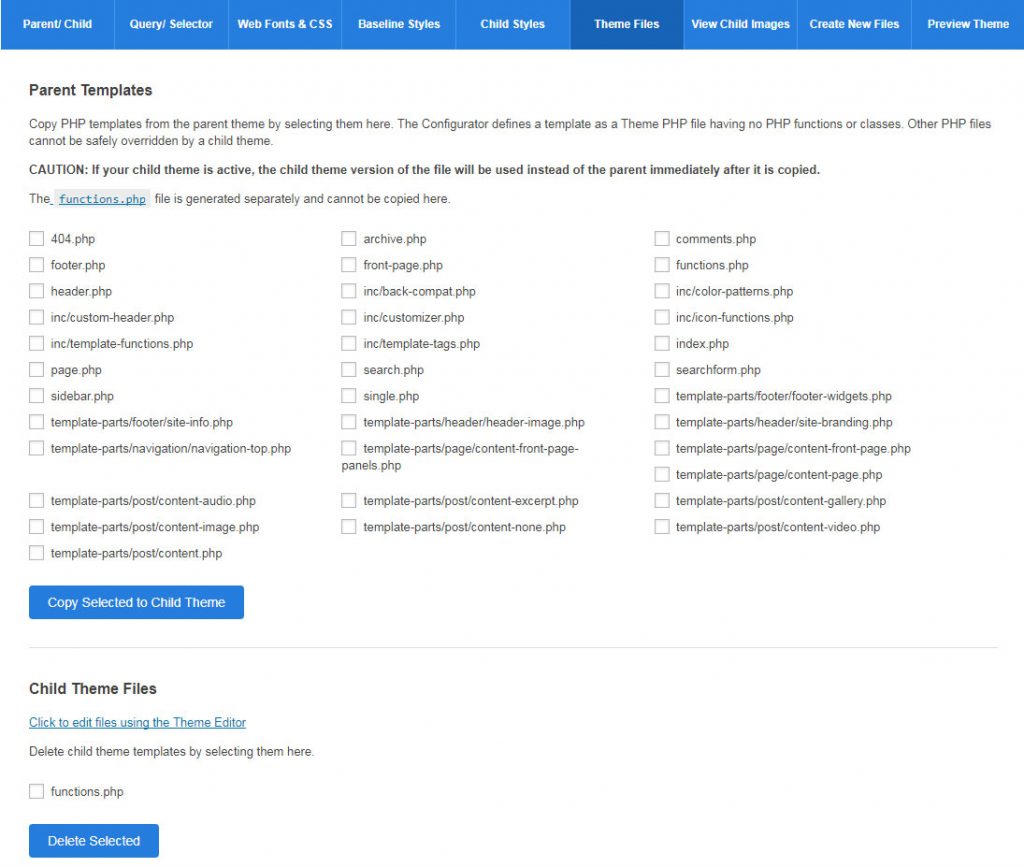 Parent/ Child Query/ Selector Web Fonts & CSS Baseline Styles Child Styles Theme Files View Child Images Create New Files Preview Theme
Parent Templates
Copy PHP templates from the parent theme by selecting them here. The Configurator defines a template as a Theme PHP file having no PHP functions or classes. Other PHP files
cannot be safely overridden by a child theme.
CAUTION: If your child theme is active, the child theme version of the file will be used instead of the parent immediately after it is copied.
The functions.php file is generated separately and cannot be copied here.
404.php archive.php comments.php
footer.php front-page.php functions.php
header.php inc/back-compat.php inc/color-patterns.php
inc/custom-header.php inc/customizer.php inc/icon-functions.php
inc/template-functions.php inc/template-tags.php index.php
page.php search.php searchform.php
sidebar.php single.php template-parts/footer/footer-widgets.php
template-parts/footer/site-info.php template-parts/header/header-image.php template-parts/header/site-branding.php
template-parts/navigation/navigation-top.php template-parts/page/content-front-page- template-parts/page/content-front-page.php
panels.php
template-parts/page/content-page.php
template-parts/post/content-audio.php template-parts/post/content-excerpt.php template-parts/post/content-gallery.php
template-parts/post/content-image.php template-parts/post/content-none.php template-parts/post/content-video.php
template-parts/post/content.php
Copy Selected to Child Theme
Child Theme Files
Click to edit files using the Theme Editor
Delete child theme templates by selecting them here.
functions.php
Delete Selected